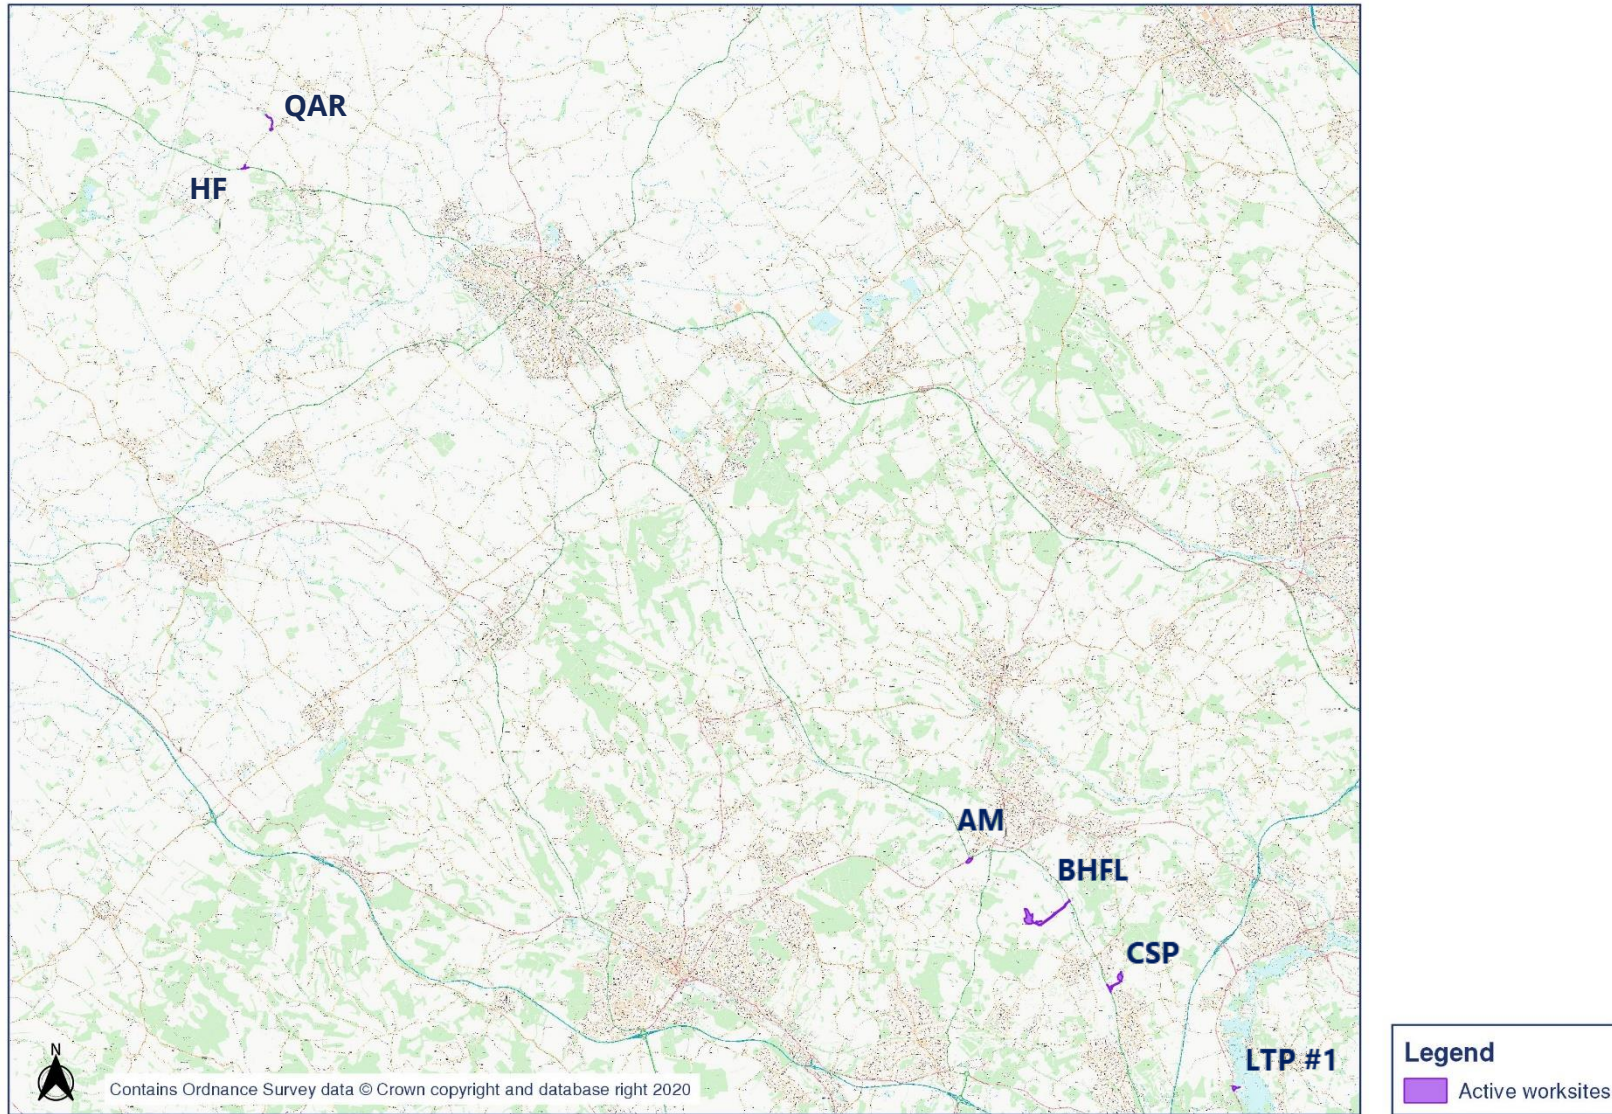 QAR
HF
AM
BHFL
CSP
LTP #1
N
Contains Ordnance Survey data © Crown copyright and database right 2020
Legend
Active worksites